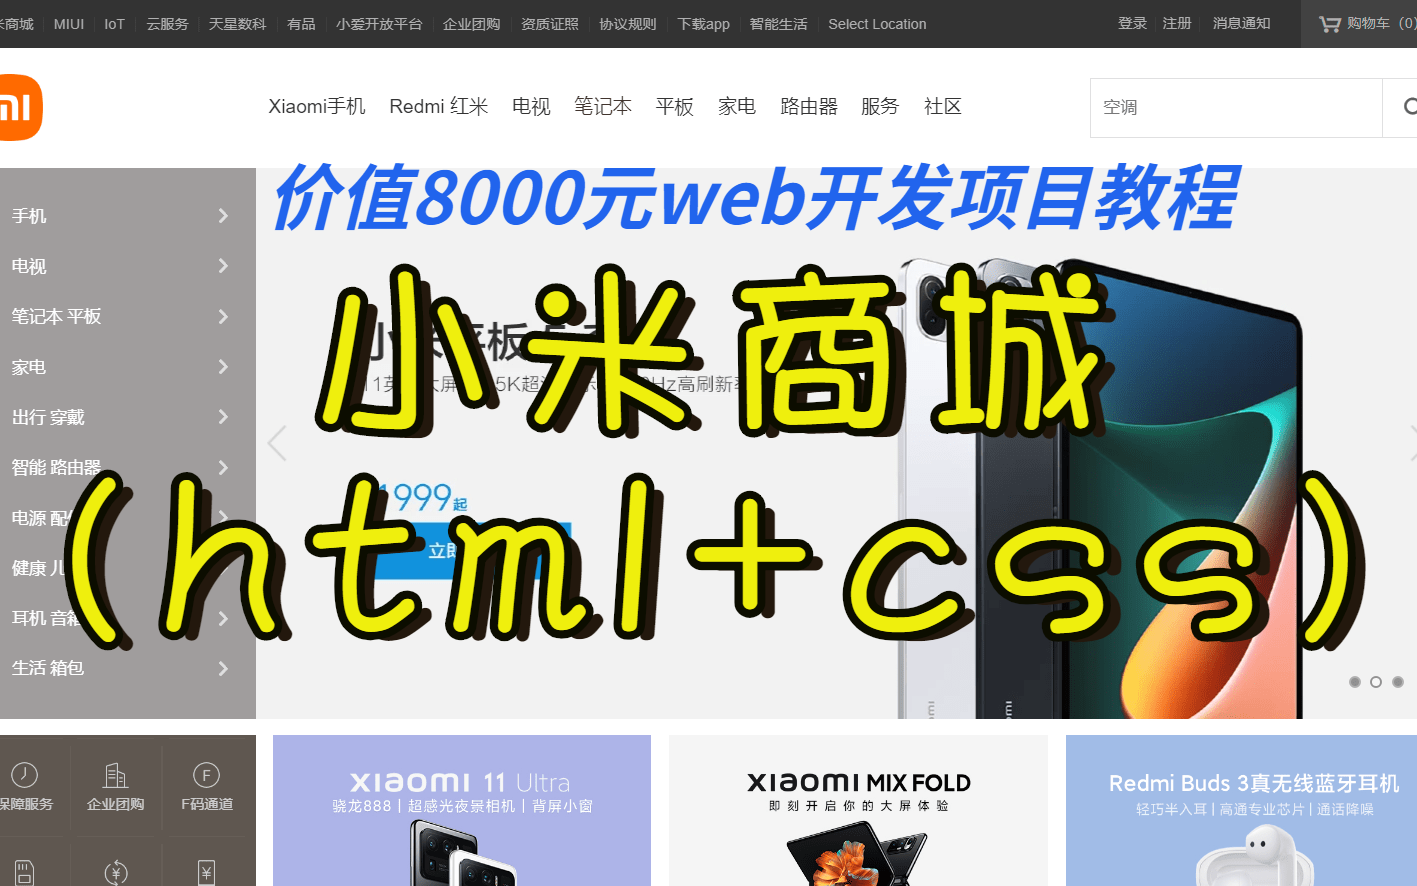 米商城 MIUI IoT 云服务 天星数科 有品 小爱开放平台 企业团购 资质证照 协议规则 下载app 智能生活 Select Location 登录 注册 消息通知 购物车 (0)
mi Xiaomi手机 Redmi 红米 电视 笔记本 平板 家电 路由器 服务 社区 空调
价值8000元web开发项目教程
手机
电视
笔记本 平板
家电
出行 穿戴
智能 路由器
电源
健康
耳机 音箱
生活 箱包
小米商城
(html+css)
小米平板
11英 大屏 5K超 Hz高刷新
1999起
立即
mi mi
保障服务 企业团购 F码通道
xiaomi 11 Ultra
骁龙888 | 超感光夜景相机 | 背屏小窗
xiaomi MIX FOLD
即刻开启你的大屏体验
Redmi Buds 3真无线蓝牙耳机
轻巧半入耳 | 高通专业芯片 | 通话降噪